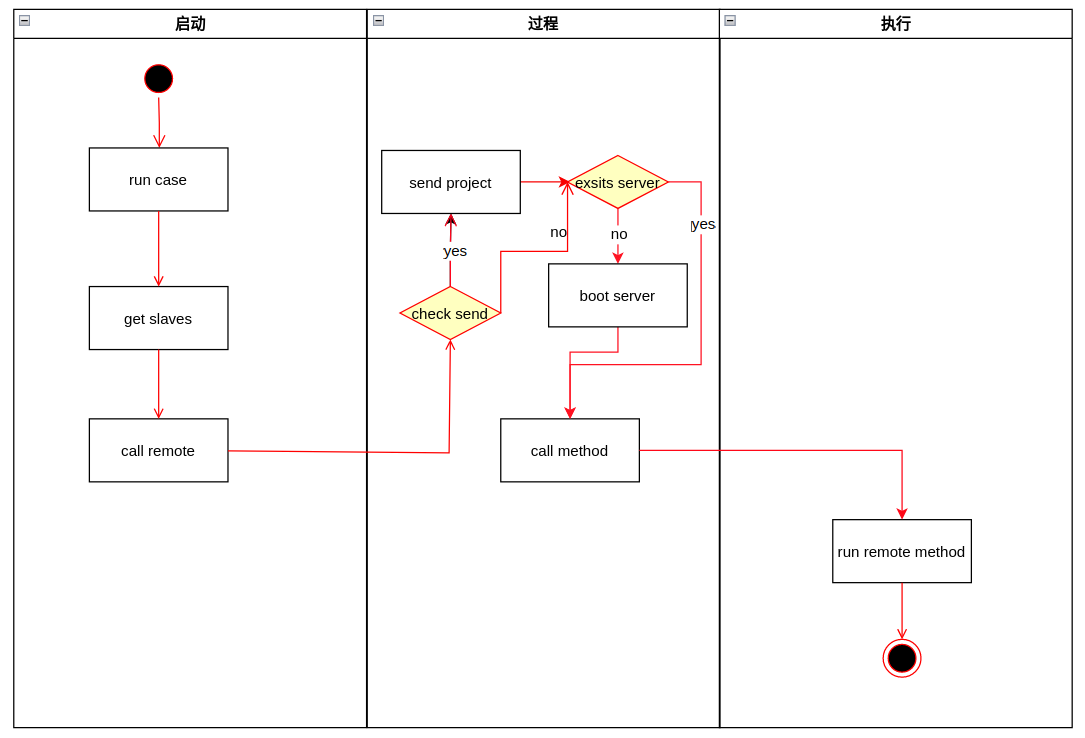 启动
过程
执行
run case
get slaves
call remote
send project
exsits server
yes
no
no
yes
check send
boot server
call method
run remote method